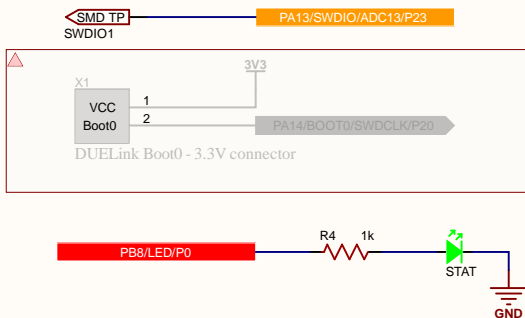 SMD TP
SWDIO1
PA13/SWDIO/ADC13/P23
X1
3V3
VCC 1
Boot0 2
PA14/BOOT0/SWDCLK/P20
DUELink Boot0 - 3.3V connector
PB8/LED/P0
R4 1k
STAT
GND